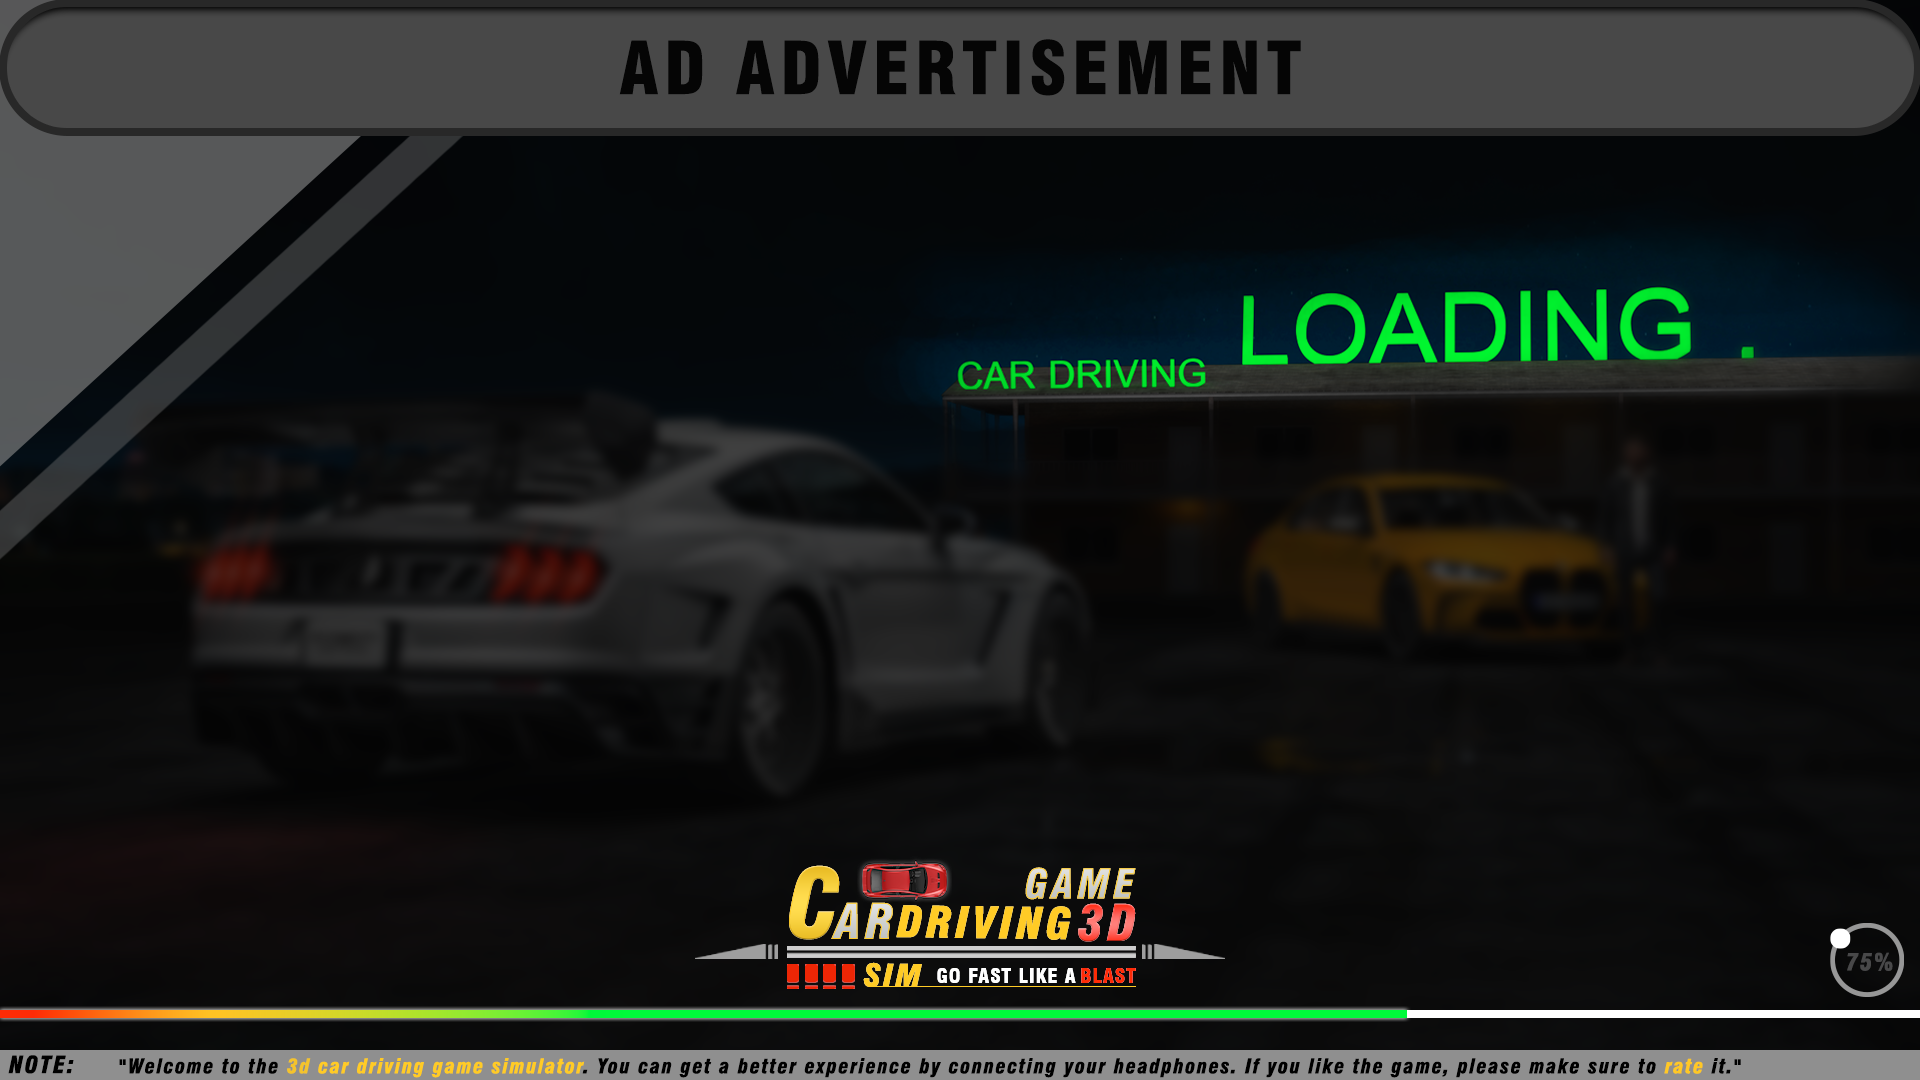 AD ADVERTISEMENT
CAR DRIVING LOADING .
GAME
CARDRIVING 3D
SIM GO FAST LIKE A BLAST
75%
NOTE: "Welcome to the 3d car driving game simulator. You can get a better experience by connecting your headphones. If you like the game, please make sure to rate it."